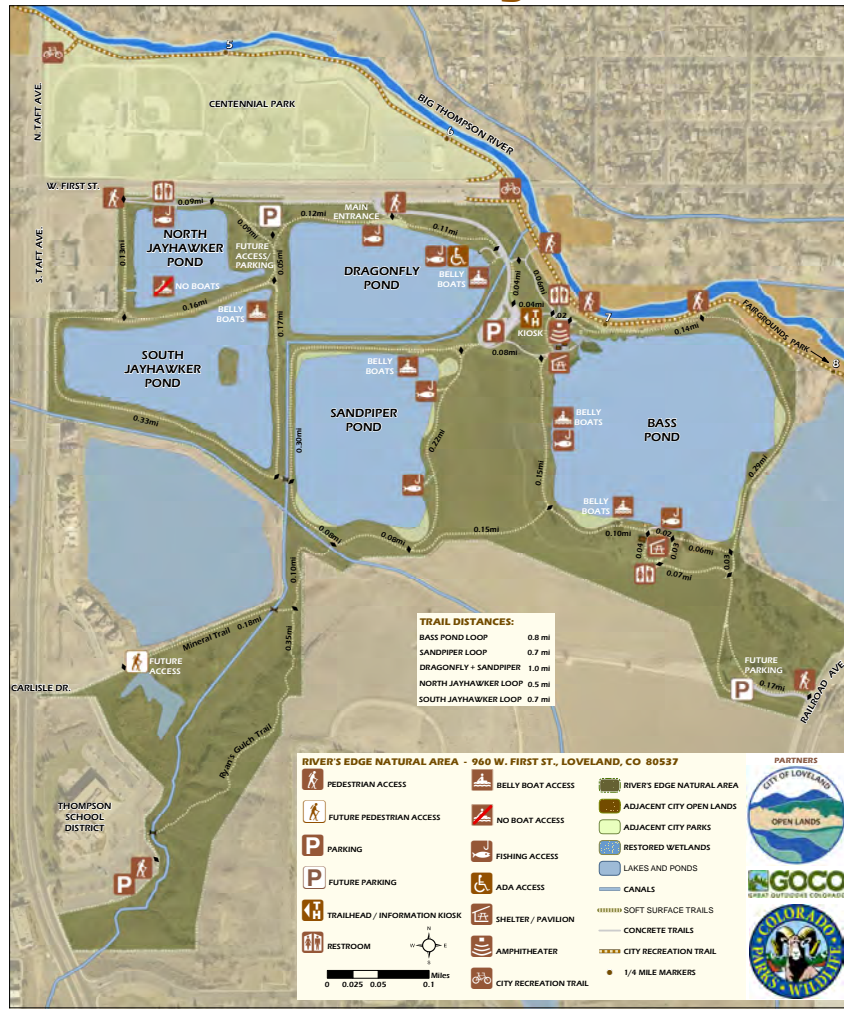 5
CENTENNIAL PARK
N. TAFT AVE.
BIG THOMPSON RIVER
6
W. FIRST ST.
0.09mi
MAIN
ENTRANCE
0.12mi
P
0.11mi
NORTH
JAYHAWKER
POND
0.09mi
FUTURE
ACCESS/
PARKING
0.05mi
0.13mi
S. TAFT AVE.
DRAGONFLY
POND
BELLY
BOATS
NO BOATS
0.04mi
0.06mi
0.16mi
BELLY
BOATS
0.17mi
0.04mi
T
H
KIOSK
.02
7
0.14mi
FAIRGROUNDS PARK
8
P
0.08mi
SOUTH
JAYHAWKER
POND
BELLY
BOATS
SANDPIPER
POND
BELLY
BOATS
BASS
POND
0.33mi
0.30mi
0.22mi
0.15mi
0.29mi
BELLY
BOATS
0.08mi
0.08mi
0.15mi
0.10mi
0.02
0.04
0.03
0.06mi
0.07mi
0.03
0.10mi
Mineral Trail 0.18mi
0.35mi
FUTURE
ACCESS
CARLISLE DR.
TRAIL DISTANCES:
BASS POND LOOP 0.8 mi
SANDPIPER LOOP 0.7 mi
DRAGONFLY + SANDPIPER 1.0 mi
NORTH JAYHAWKER LOOP 0.5 mi
SOUTH JAYHAWKER LOOP 0.7 mi
FUTURE
PARKING
P
0.17mi
RAILROAD AVE
Ryan's Gulch Trail
THOMPSON
SCHOOL
DISTRICT
P
RIVER'S EDGE NATURAL AREA - 960 W. FIRST ST., LOVELAND, CO 80537
PEDESTRIAN ACCESS
FUTURE PEDESTRIAN ACCESS
P PARKING
P FUTURE PARKING
T
H
TRAILHEAD / INFORMATION KIOSK
RESTROOM
N
W E
S
Miles
0 0.025 0.05 0.1
BELLY BOAT ACCESS
NO BOAT ACCESS
FISHING ACCESS
ADA ACCESS
SHELTER / PAVILION
AMPHITHEATER
CITY RECREATION TRAIL
RIVER'S EDGE NATURAL AREA
ADJACENT CITY OPEN LANDS
ADJACENT CITY PARKS
RESTORED WETLANDS
LAKES AND PONDS
CANALS
SOFT SURFACE TRAILS
CONCRETE TRAILS
CITY RECREATION TRAIL
1/4 MILE MARKERS
PARTNERS
CITY OF LOVELAND
OPEN LANDS
GOCO
GREAT OUTDOORS COLORADO
COLORADO
PARKS • WILDLIFE